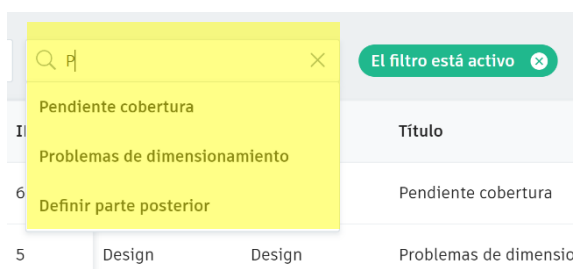 P
El filtro está activo
Pendiente cobertura
Título
Problemas de dimensionamiento
6 Pendiente cobertura
Definir parte posterior
5 Design Design Problemas de dimensio